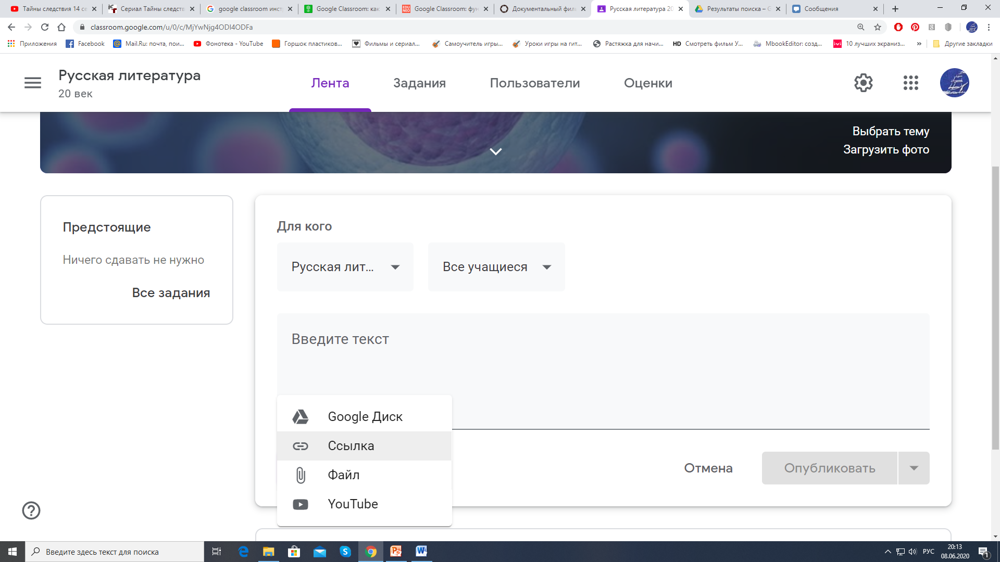 Тайны следствия 14 се
Сериал Тайны следств
google classroom инст
Google Classroom: как
Google Classroom: фун
Документальный филь
Русская литература 20
Результаты поиска – G
Сообщения
classroom.google.com/u/0/c/MjYwNjg4ODI4ODFa
Приложения
Facebook
Mail.Ru: почта, пои...
Фонотека - YouTube
Горшок пластиков...
Фильмы и сериал...
Самоучитель игры...
Уроки игры на гит...
Растяжка для начи...
HD Смотреть фильм У...
MbookEditor: созд...
10 лучших экраниз...
Другие закладки
Русская литература
20 век
Лента
Задания
Пользователи
Оценки
Выбрать тему
Загрузить фото
Предстоящие
Ничего сдавать не нужно
Все задания
Для кого
Русская лит...
Все учащиеся
Введите текст
Google Диск
Ссылка
Файл
YouTube
Отмена
Опубликовать
Введите здесь текст для поиска
РУС
20:13
08.06.2020
1